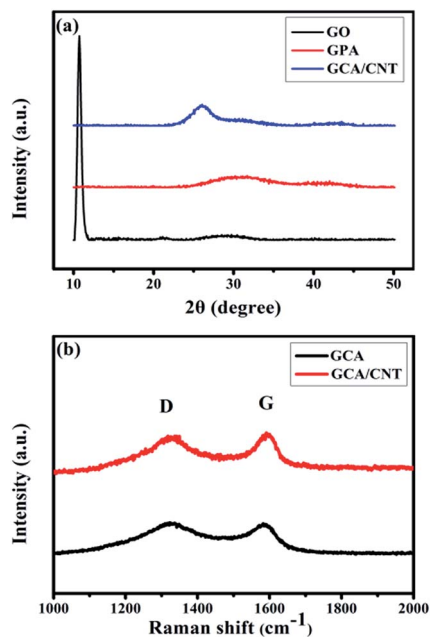 (a)
GO
GPA
GCA/CNT
Intensity (a.u.)
10 20 30 40 50
2θ (degree)
(b)
GCA
GCA/CNT
D G
Intensity (a.u.)
1000 1200 1400 1600 1800 2000
Raman shift (cm-1)